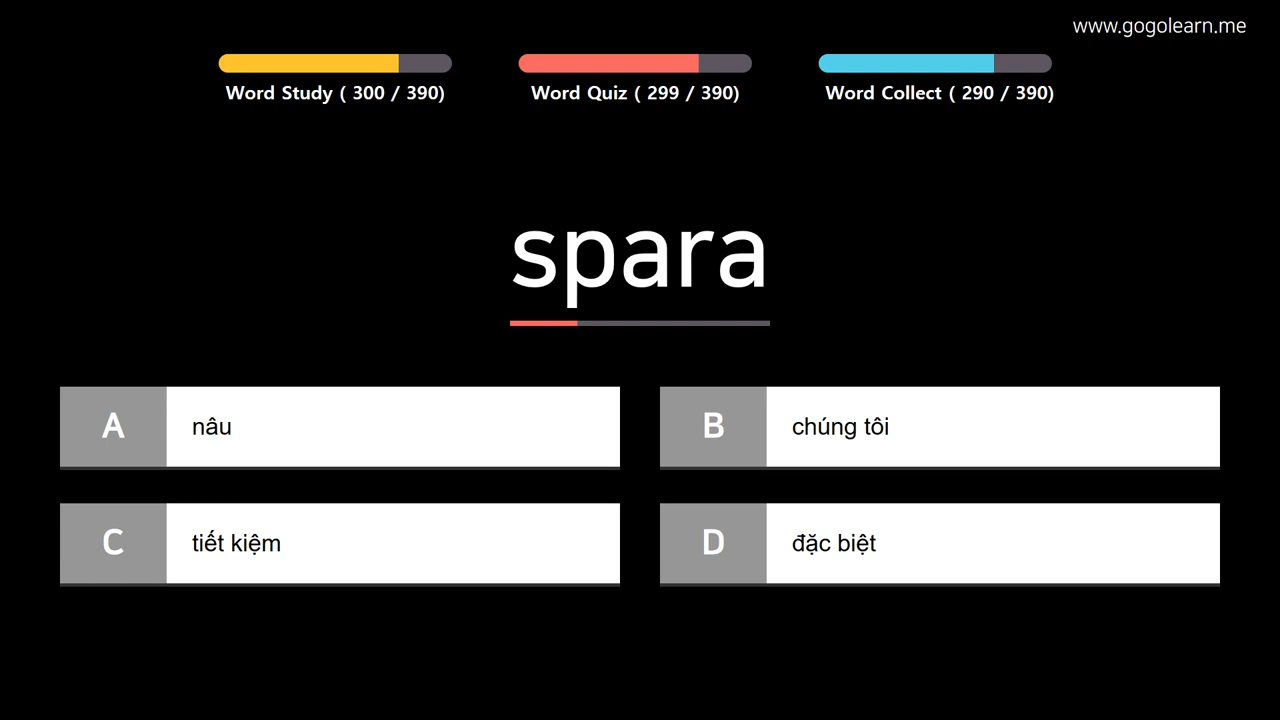 www.gogolearn.me
Word Study ( 300 / 390)
Word Quiz ( 299 / 390)
Word Collect ( 290 / 390)
spara
A nâu
B chúng tôi
C tiết kiệm
D đặc biệt